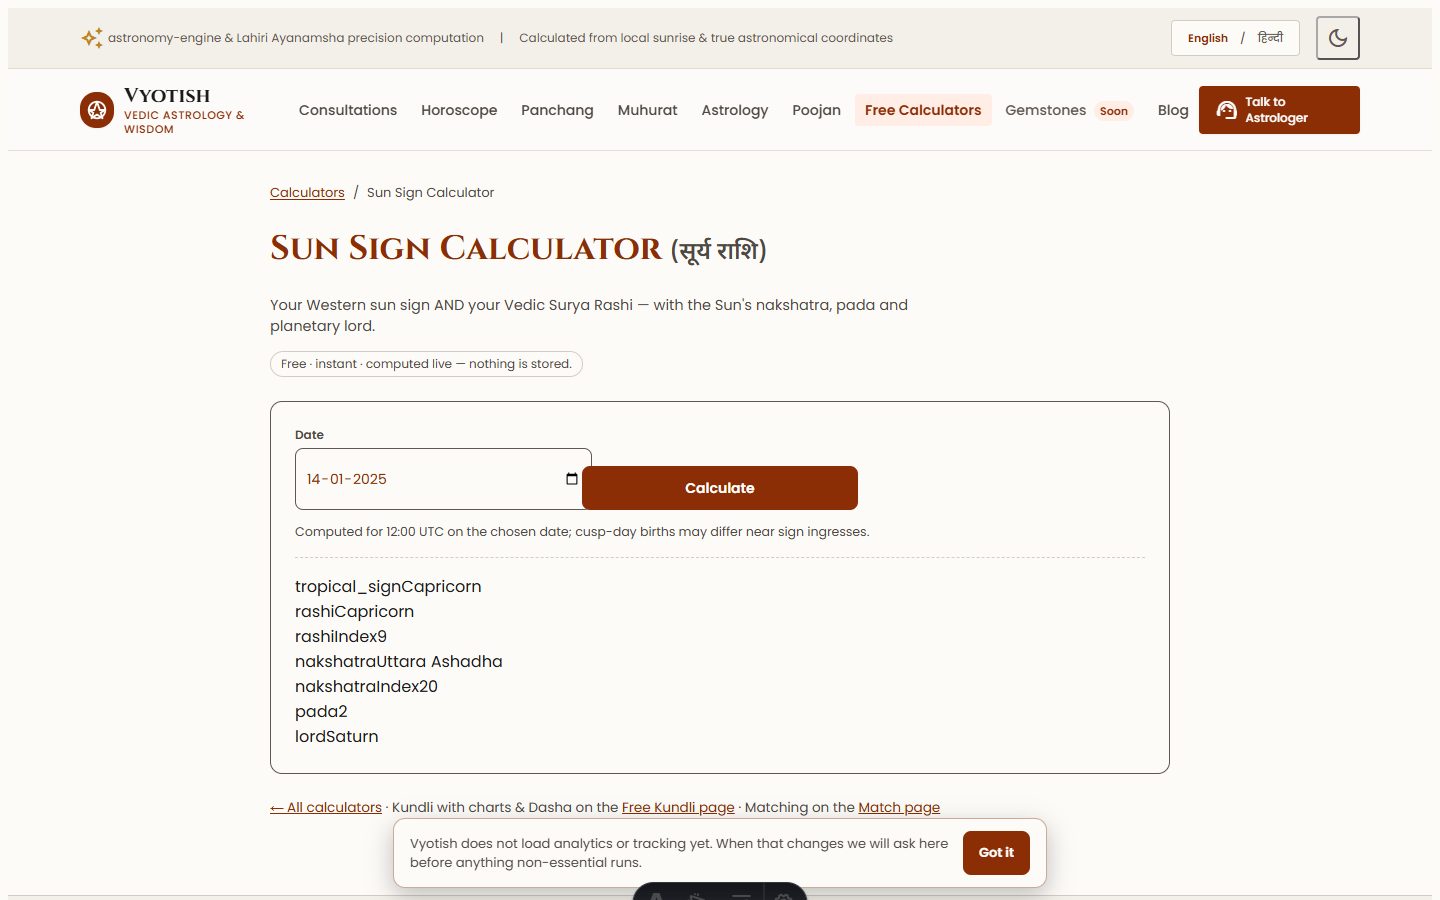 astronomy-engine & Lahiri Ayanamsha precision computation | Calculated from local sunrise & true astronomical coordinates
English / हिन्दी
Vyotish
VEDIC ASTROLOGY & WISDOM
Consultations Horoscope Panchang Muhurat Astrology Poojan Free Calculators Gemstones Soon Blog
Talk to Astrologer
Calculators / Sun Sign Calculator
Sun Sign Calculator (सूर्य राशि)
Your Western sun sign AND your Vedic Surya Rashi — with the Sun's nakshatra, pada and
planetary lord.
Free · instant · computed live — nothing is stored.
Date
14-01-2025
Calculate
Computed for 12:00 UTC on the chosen date; cusp-day births may differ near sign ingresses.
tropical_signCapricorn
rashiCapricorn
rashiIndex9
nakshatraUttara Ashadha
nakshatraIndex20
pada2
lordSaturn
← All calculators · Kundli with charts & Dasha on the Free Kundli page · Matching on the Match page
Vyotish does not load analytics or tracking yet. When that changes we will ask here
before anything non-essential runs.
Got it